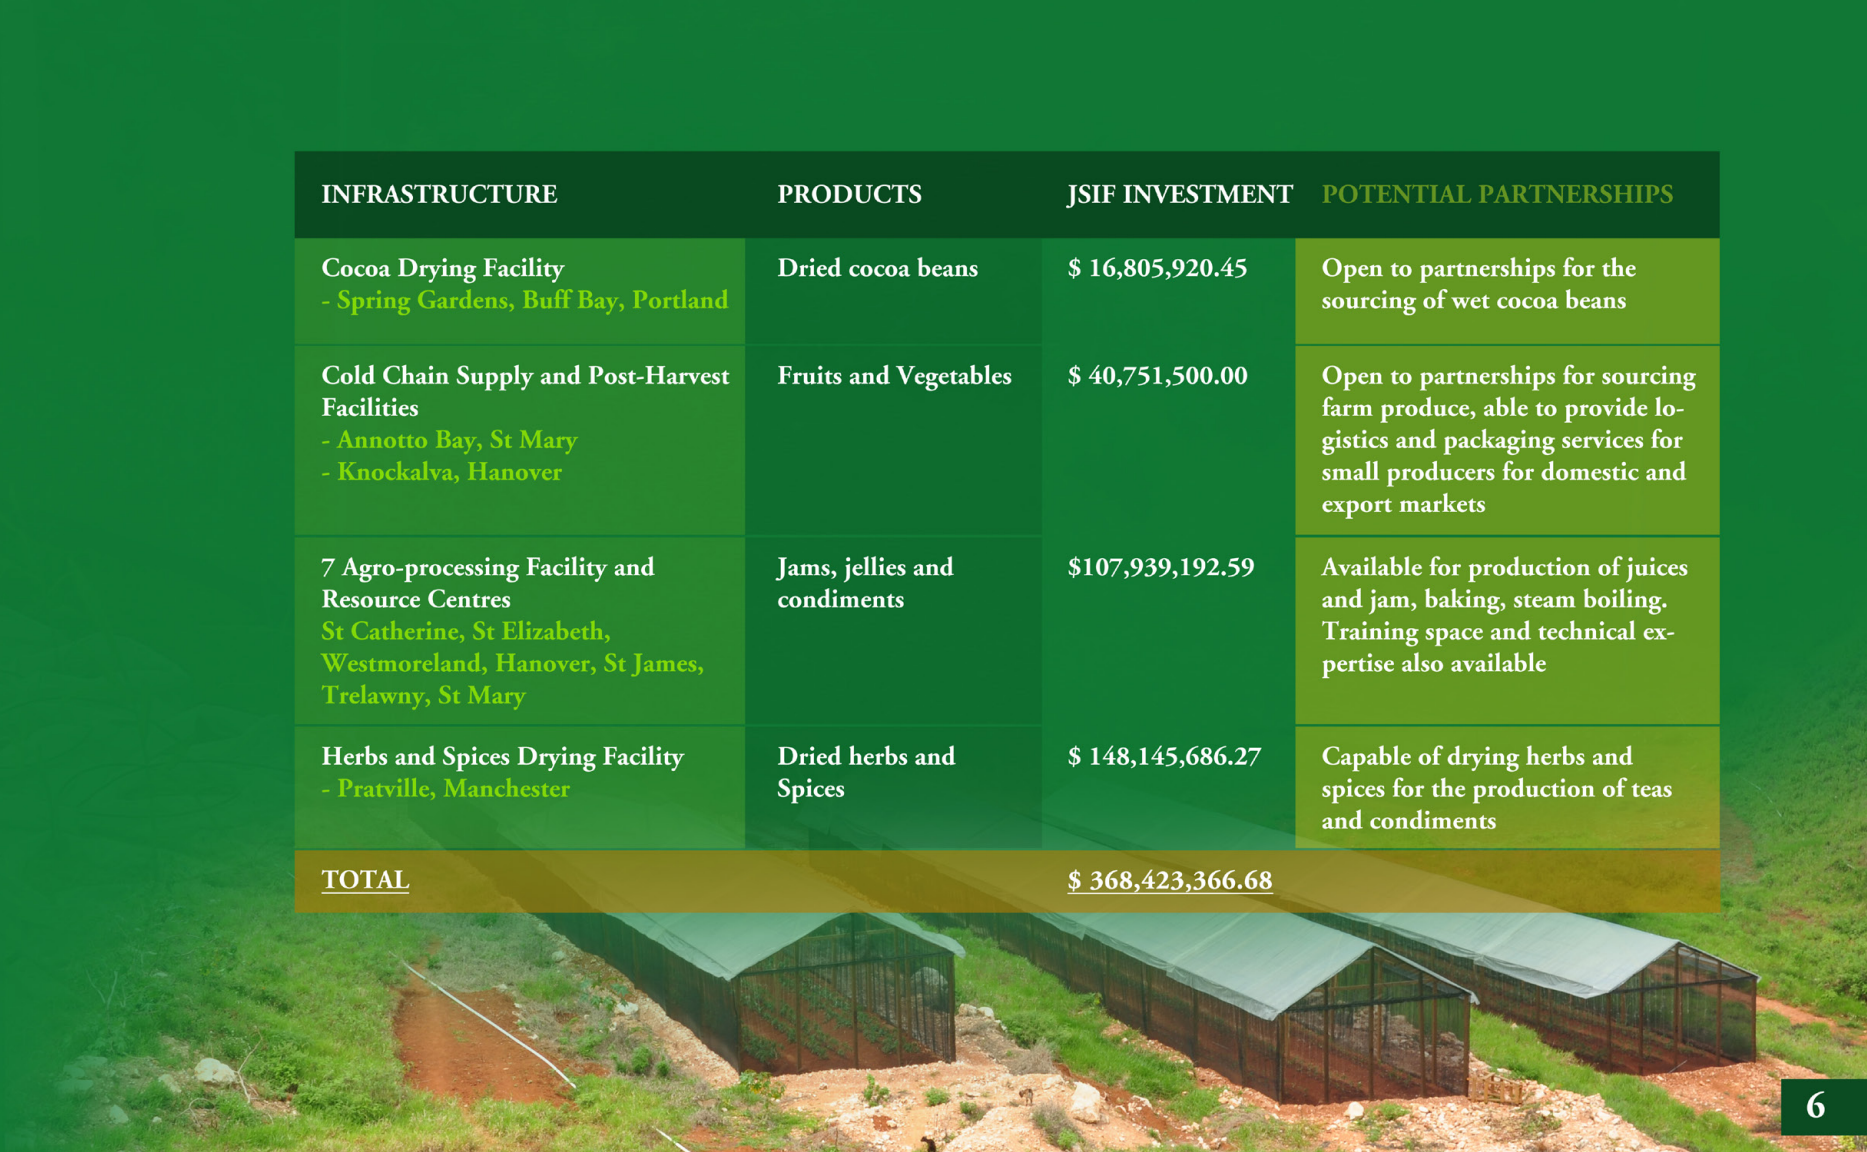 INFRASTRUCTURE PRODUCTS JSIF INVESTMENT POTENTIAL PARTNERSHIPS
Cocoa Drying Facility
- Spring Gardens, Buff Bay, Portland
Dried cocoa beans
$ 16,805,920.45
Open to partnerships for the
sourcing of wet cocoa beans
Cold Chain Supply and Post-Harvest
Facilities
- Annotto Bay, St Mary
- Knockalva, Hanover
Fruits and Vegetables
$ 40,751,500.00
Open to partnerships for sourcing
farm produce, able to provide lo-
gistics and packaging services for
small producers for domestic and
export markets
7 Agro-processing Facility and
Resource Centres
St Catherine, St Elizabeth,
Westmoreland, Hanover, St James,
Trelawny, St Mary
Jams, jellies and
condiments
$107,939,192.59
Available for production of juices
and jam, baking, steam boiling.
Training space and technical ex-
pertise also available
Herbs and Spices Drying Facility
- Pratville, Manchester
Dried herbs and
Spices
$ 148,145,686.27
Capable of drying herbs and
spices for the production of teas
and condiments
TOTAL $ 368,423,366.68
6